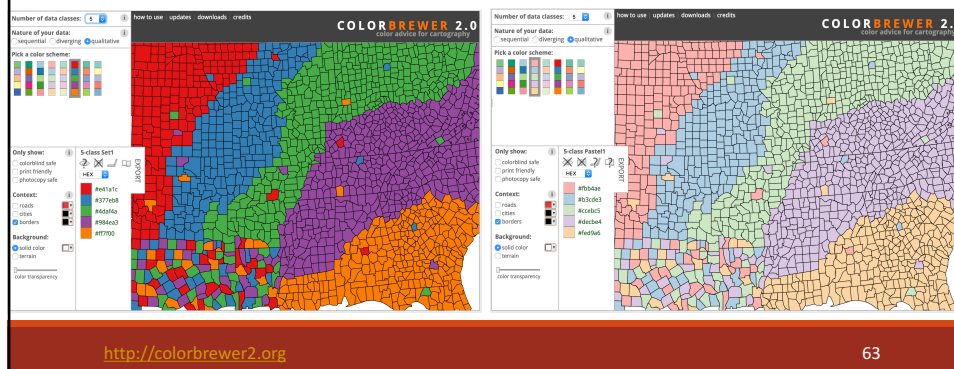 Number of data classes: 5 i
how to use | updates | downloads | credits
COLORBREWER 2.0
color advice for cartography
Nature of your data: i
sequential diverging qualitative
Pick a color scheme:
Only show: i
colorblind safe
print friendly
photocopy safe
Context: i
roads
cities
borders
Background: i
solid color
terrain
color transparency
5-class Set1
EXPORT
HEX
#e41a1c
#377eb8
#4daf4a
#984ea3
#ff7f00
Number of data classes: 5 i
how to use | updates | downloads | credits
COLORBREWER 2.
color advice for cartography
Nature of your data: i
sequential diverging qualitative
Pick a color scheme:
Only show: i
colorblind safe
print friendly
photocopy safe
Context: i
roads
cities
borders
Background: i
solid color
terrain
color transparency
5-class Pastel1
EXPORT
HEX
#fbb4ae
#b3cde3
#ccebc5
#decbe4
#fed9a6
http://colorbrewer2.org
63